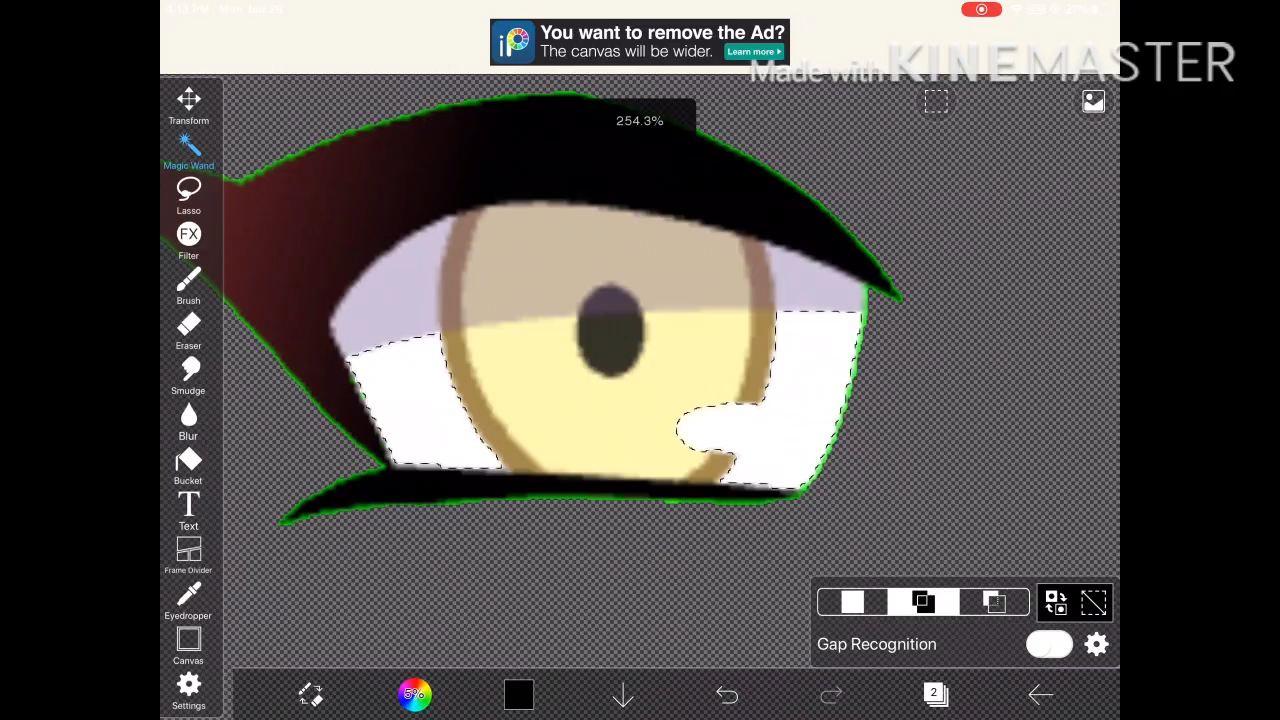 You want to remove the Ad?
The canvas will be wider.
Learn more
Made with KINEMASTER
254.3%
Transform
Magic Wand
Lasso
FX
Filter
Brush
Eraser
Smudge
Blur
Bucket
T
Text
Frame Divider
Eyedropper
Canvas
Settings
Gap Recognition
5%
2